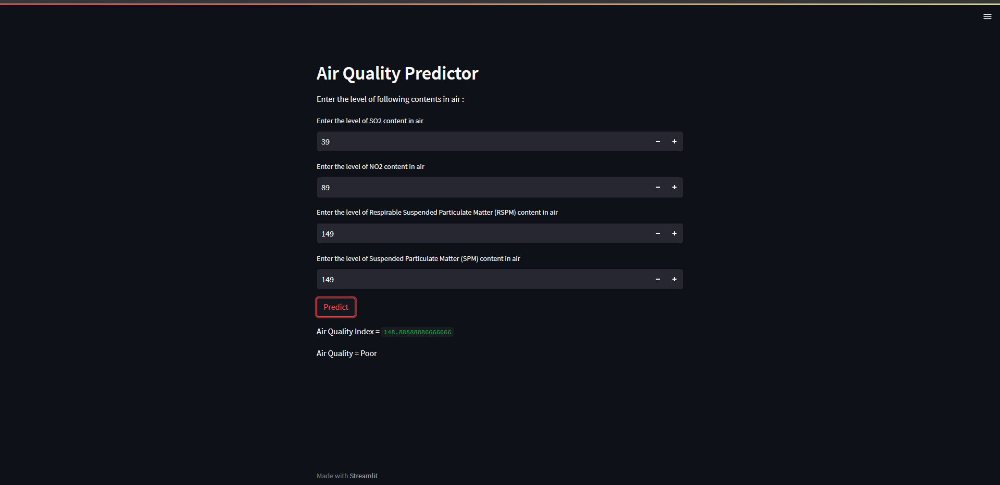 Air Quality Predictor
Enter the level of following contents in air :
Enter the level of SO2 content in air
39
Enter the level of NO2 content in air
89
Enter the level of Respirable Suspended Particulate Matter (RSPM) content in air
149
Enter the level of Suspended Particulate Matter (SPM) content in air
149
Predict
Air Quality Index = 148.88888886666666
Air Quality = Poor
Made with Streamlit